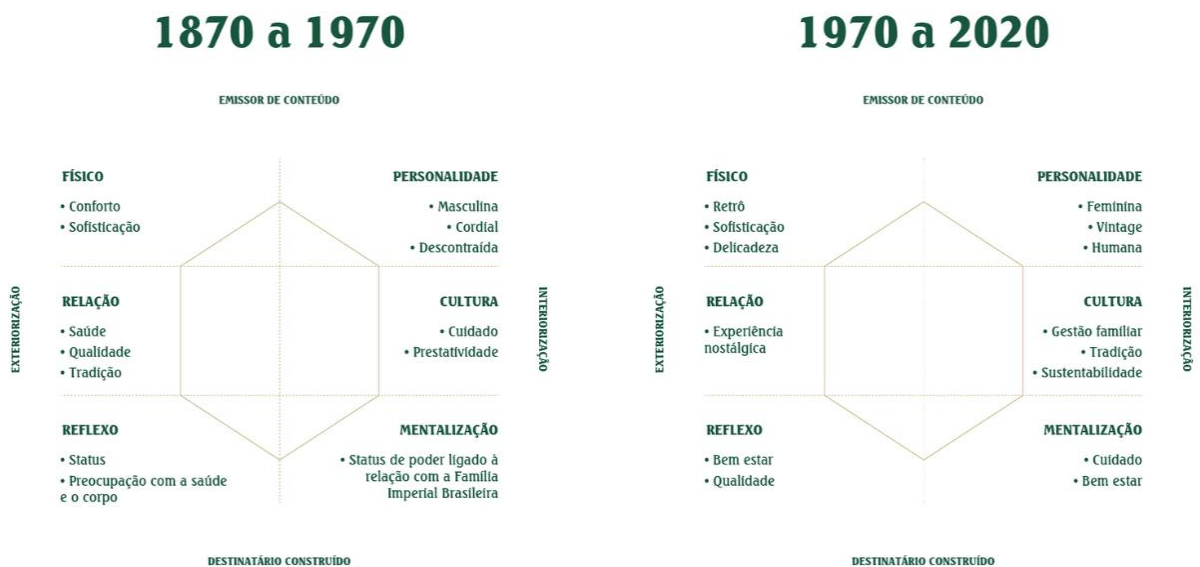 1870 a 1970
EMISSOR DE CONTEÚDO
FÍSICO
• Conforto
• Sofisticação
PERSONALIDADE
• Masculina
• Cordial
• Descontraída
EXTERIORIZAÇÃO
RELAÇÃO
• Saúde
• Qualidade
• Tradição
CULTURA
• Cuidado
• Prestatividade
INTERIORIZAÇÃO
REFLEXO
• Status
• Preocupação com a saúde
e o corpo
MENTALIZAÇÃO
• Status de poder ligado à
relação com a Família
Imperial Brasileira
DESTINATÁRIO CONSTRUÍDO
1970 a 2020
EMISSOR DE CONTEÚDO
FÍSICO
• Retrô
• Sofisticação
• Delicadeza
PERSONALIDADE
• Feminina
• Vintage
• Humana
EXTERIORIZAÇÃO
RELAÇÃO
• Experiência
nostálgica
CULTURA
• Gestão familiar
• Tradição
• Sustentabilidade
INTERIORIZAÇÃO
REFLEXO
• Bem estar
• Qualidade
MENTALIZAÇÃO
• Cuidado
• Bem estar
DESTINATÁRIO CONSTRUÍDO